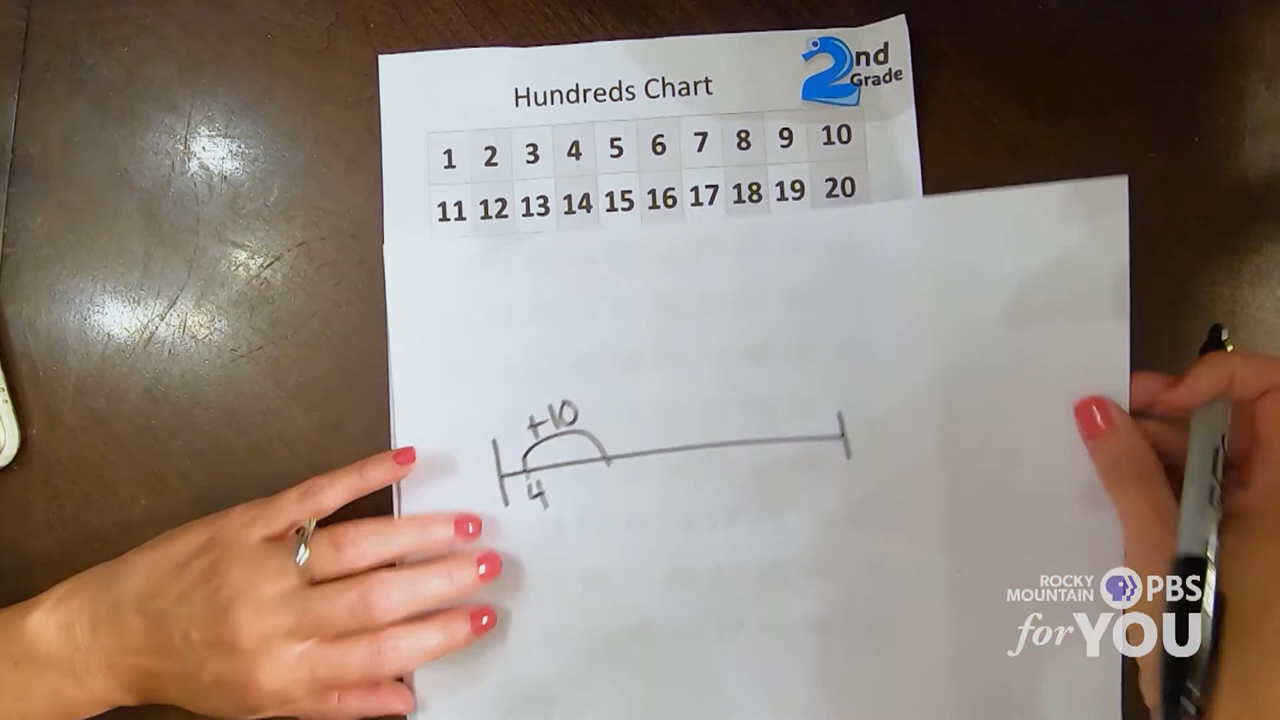 2nd
Grade
Hundreds Chart
1 2 3 4 5 6 7 8 9 10
11 12 13 14 15 16 17 18 19 20
+10
4
ROCKY
MOUNTAIN PBS
for YOU